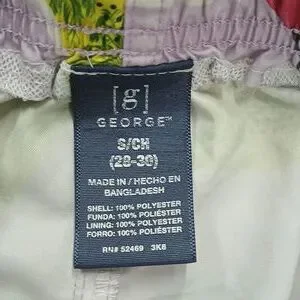 [g]
GEORGE™
S/CH
(28-30)
MADE IN / HECHO EN
BANGLADESH
SHELL: 100% POLYESTER
FUNDA: 100% POLIÉSTER
LINING: 100% POLYESTER
FORRO: 100% POLIÉSTER
RN# 52469 3K8